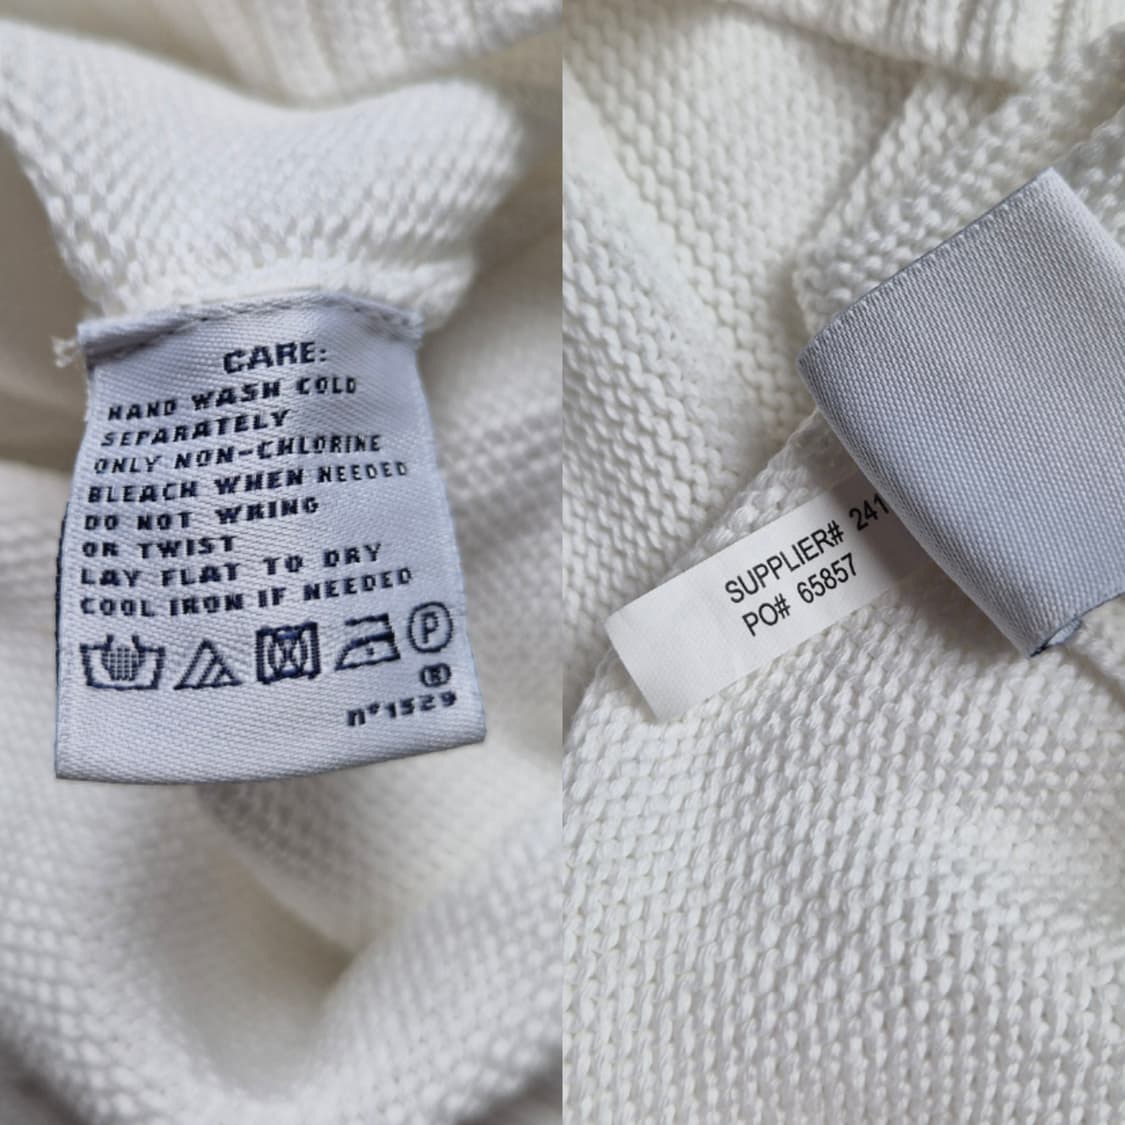 CARE:
HAND WASH COLD
SEPARATELY
ONLY NON-CHLORINE
BLEACH WHEN NEEDED
DO NOT WRING
OR TWIST
LAY FLAT TO DRY
COOL IRON IF NEEDED
P
R
n°1529
SUPPLIER# 241
PO# 65857